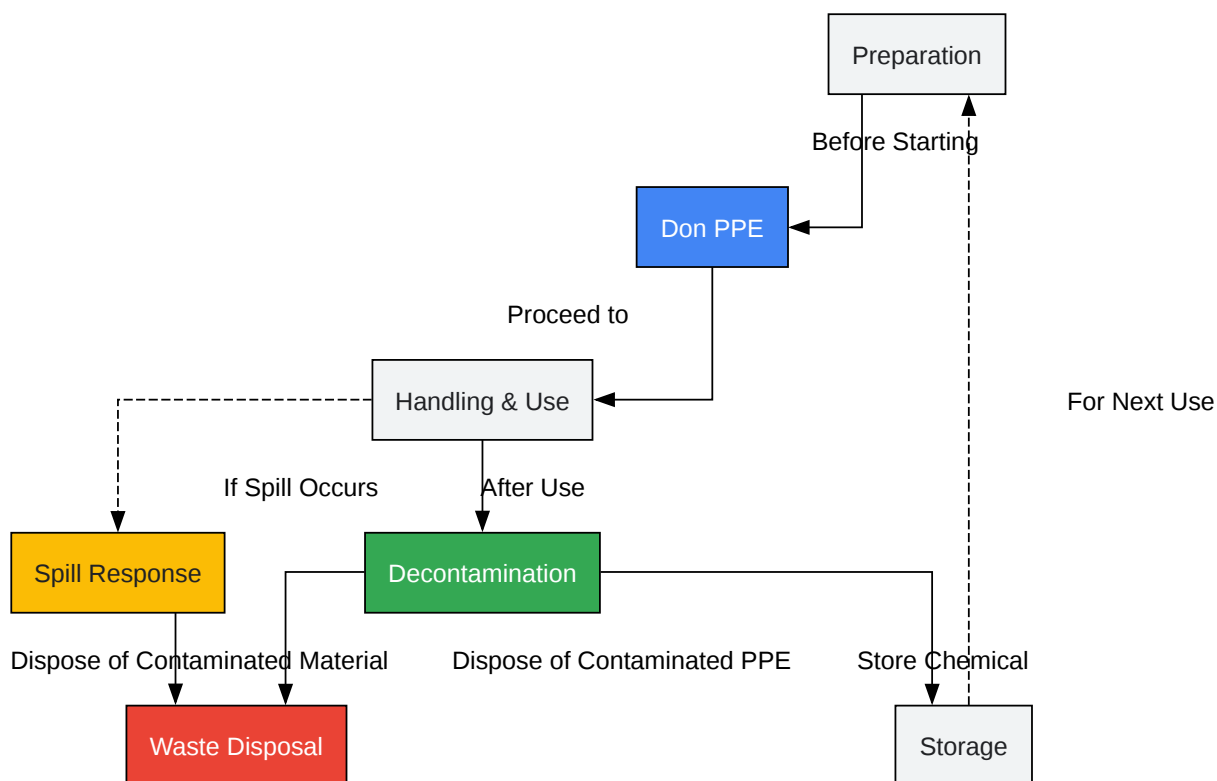 Preparation
Before Starting
Don PPE
Proceed to
Handling & Use
For Next Use
If Spill Occurs
After Use
Spill Response
Decontamination
Dispose of Contaminated Material
Dispose of Contaminated PPE
Store Chemical
Waste Disposal
Storage